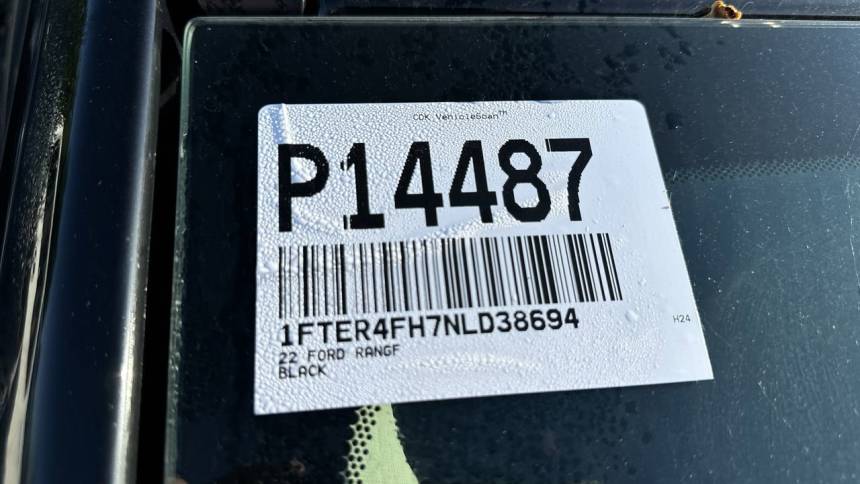 CDK VehicleScan™
P14487
1FTER4FH7NLD38694
22 FORD RANGF
BLACK
H24